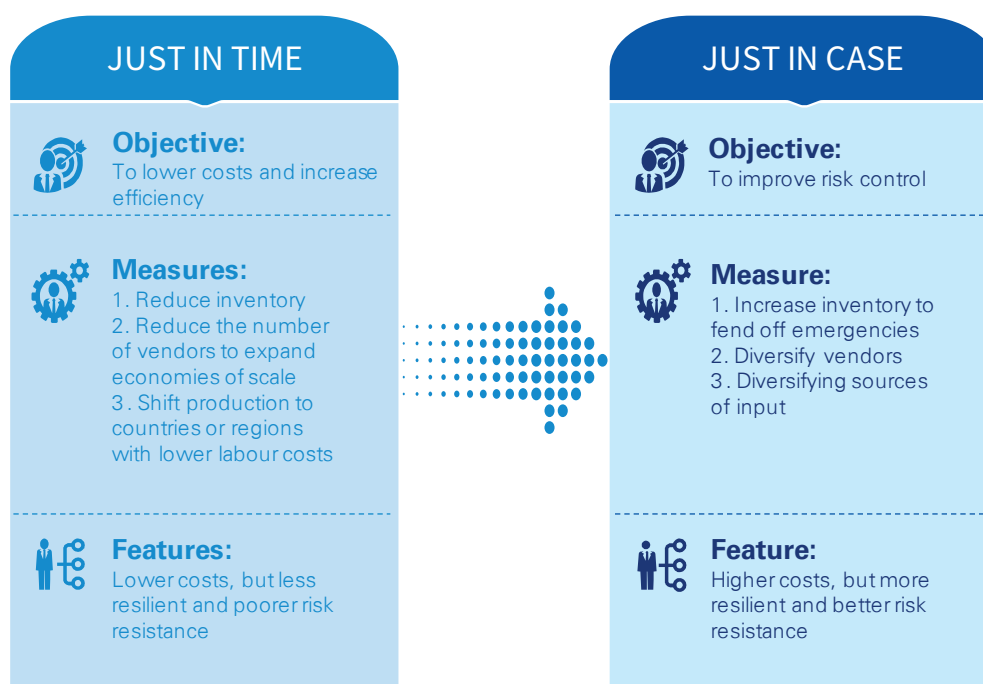 JUST IN TIME
Objective:
To lower costs and increase
efficiency
Measures:
1. Reduce inventory
2. Reduce the number
of vendors to expand
economies of scale
3. Shift production to
countries or regions
with lower labour costs
Features:
Lower costs, but less
resilient and poorer risk
resistance
JUST IN CASE
Objective:
To improve risk control
Measure:
1. Increase inventory to
fend off emergencies
2. Diversify vendors
3. Diversifying sources
of input
Feature:
Higher costs, but more
resilient and better risk
resistance